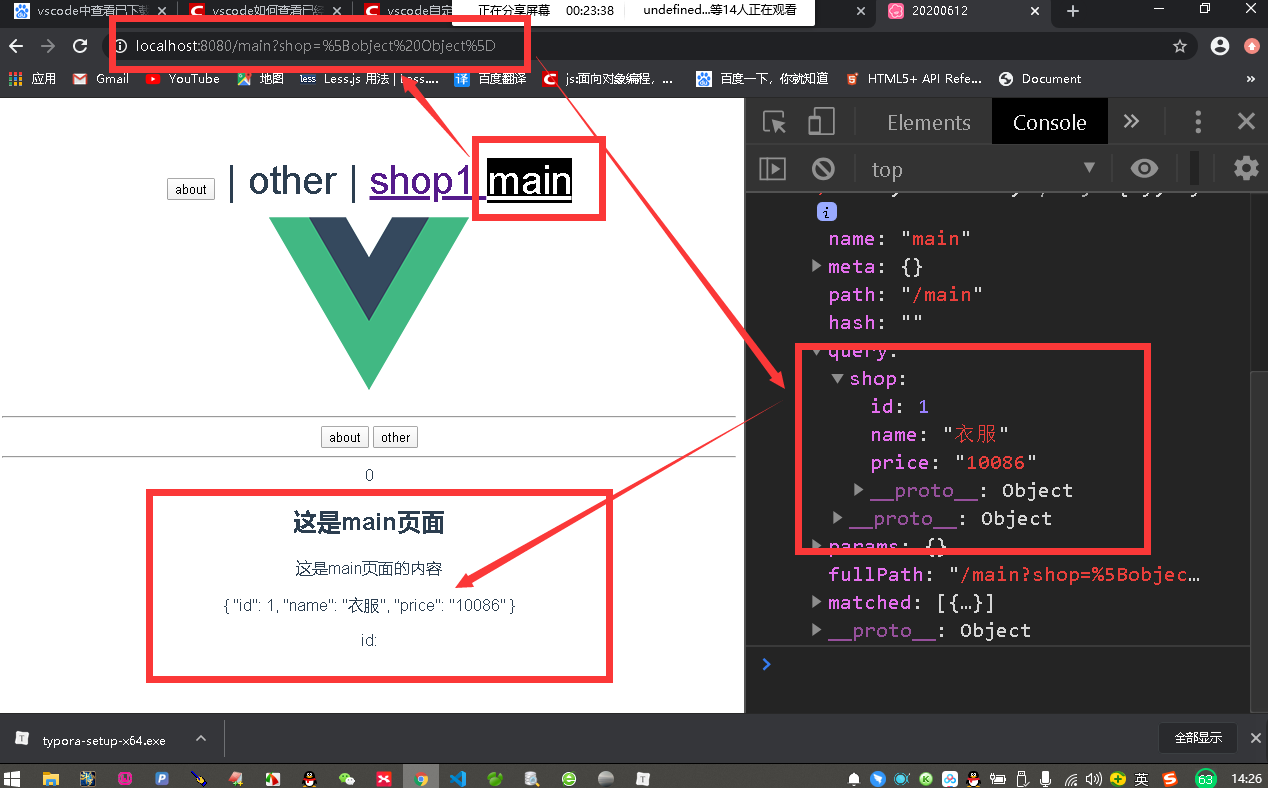 vscode中查看已下载
vscode如何查看已经
vscode自定
正在分享屏幕 00:23:38 undefined...等14人正在观看
20200612
localhost:8080/main?shop=%5Bobject%20Object%5D
应用 Gmail YouTube 地图 Less.js 用法 | Less.... 百度翻译 js:面向对象编程, ... 百度一下，你就知道 HTML5+ API Refe... Document »
about | other | shop1 main
about other
0
这是main页面
这是main页面的内容
{ "id": 1, "name": "衣服", "price": "10086" }
id:
Elements Console »
top
name: "main"
meta: {}
path: "/main"
hash: ""
query:
shop:
id: 1
name: "衣服"
price: "10086"
__proto__: Object
__proto__: Object
params: {}
fullPath: "/main?shop=%5Bobjec…
matched: [{…}]
__proto__: Object
typora-setup-x64.exe
全部显示
英 63 14:26